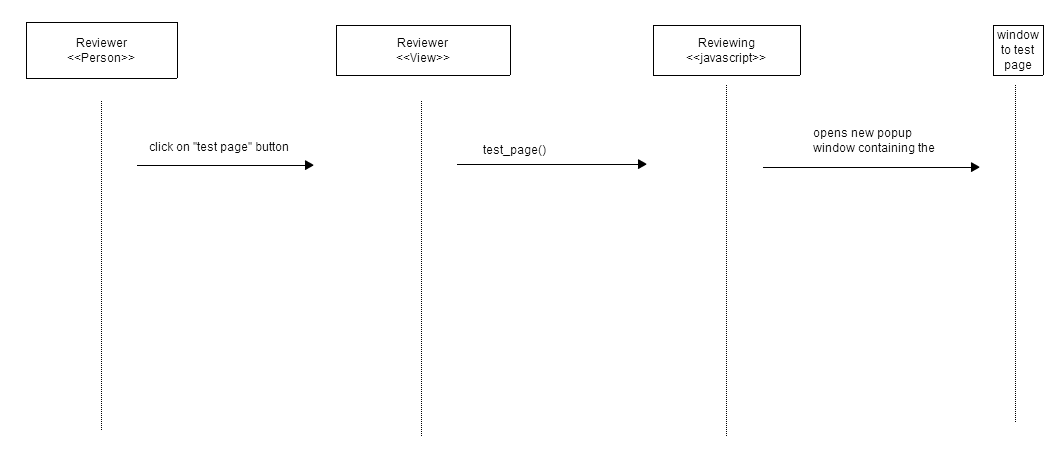 Reviewer
<<Person>>
Reviewer
<<View>>
Reviewing
<<javascript>>
window
to test
page
click on "test page" button
test_page()
opens new popup
window containing the